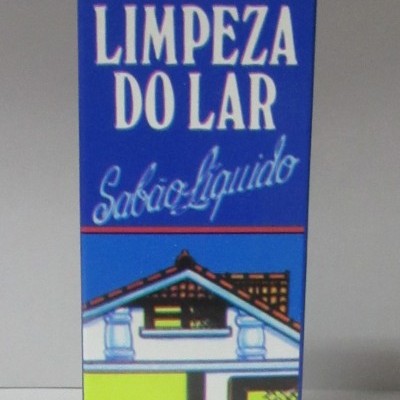 LIMPEZA
DO LAR
Sabão Líquido